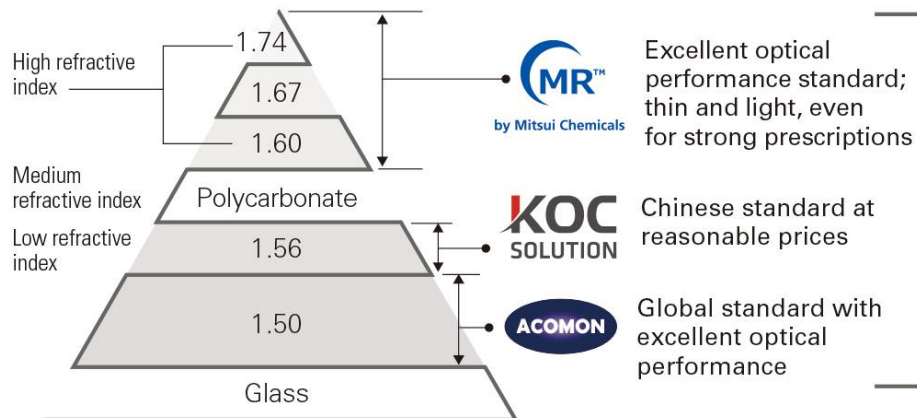 High refractive
index
1.74
1.67
1.60
MR™
by Mitsui Chemicals
Excellent optical
performance standard;
thin and light, even
for strong prescriptions
Medium
refractive index
Polycarbonate
Low refractive
index
1.56
KOC
SOLUTION
Chinese standard at
reasonable prices
1.50
ACOMON
Global standard with
excellent optical
performance
Glass